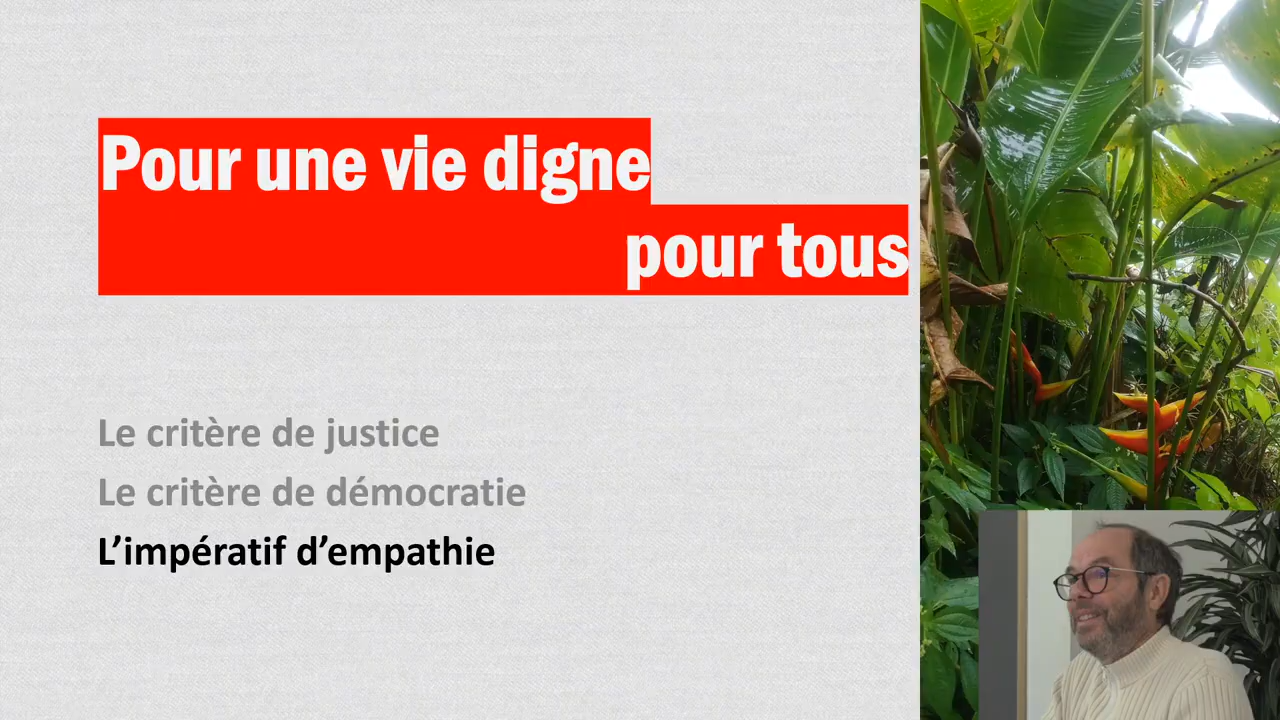 Pour une vie digne
pour tous
Le critère de justice
Le critère de démocratie
L’impératif d’empathie